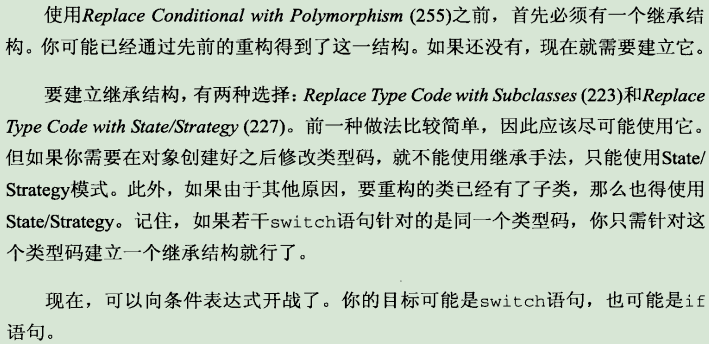 使用Replace Conditional with Polymorphism (255)之前，首先必须有一个继承结
构。你可能已经通过先前的重构得到了这一结构。如果还没有，现在就需要建立它。
要建立继承结构，有两种选择：Replace Type Code with Subclasses (223)和Replace
Type Code with State/Strategy (227)。前一种做法比较简单，因此应该尽可能使用它。
但如果你需要在对象创建好之后修改类型码，就不能使用继承手法，只能使用State/
Strategy模式。此外，如果由于其他原因，要重构的类已经有了子类，那么也得使用
State/Strategy。记住，如果若干switch语句针对的是同一个类型码，你只需针对这
个类型码建立一个继承结构就行了。
现在，可以向条件表达式开战了。你的目标可能是switch语句，也可能是if
语句。